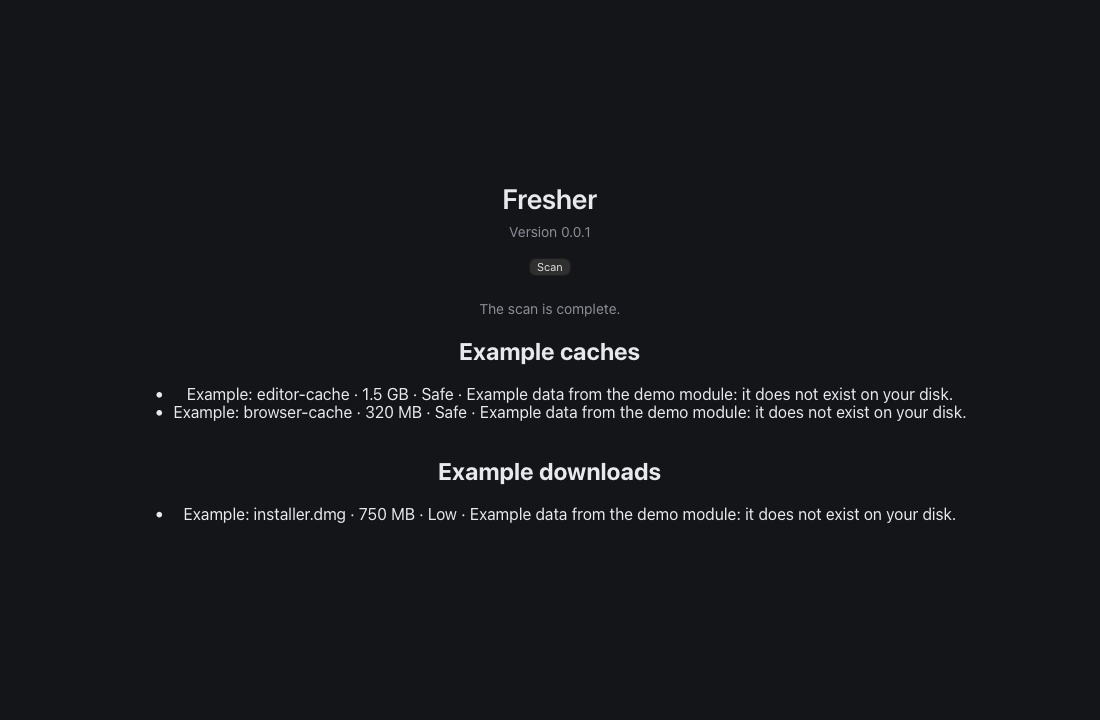 Fresher
Version 0.0.1
Scan
The scan is complete.
Example caches
• Example: editor-cache · 1.5 GB · Safe · Example data from the demo module: it does not exist on your disk.
• Example: browser-cache · 320 MB · Safe · Example data from the demo module: it does not exist on your disk.
Example downloads
• Example: installer.dmg · 750 MB · Low · Example data from the demo module: it does not exist on your disk.